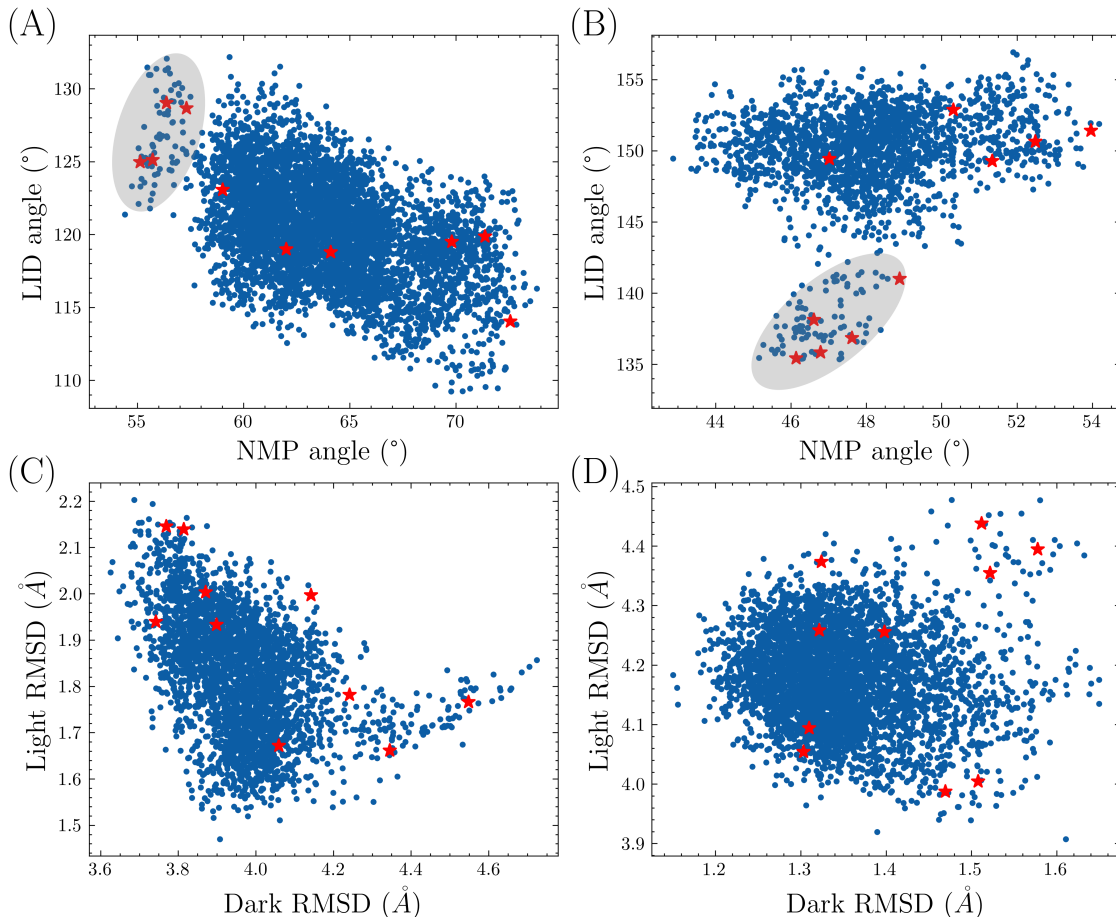 (A)
130
125
120
115
110
LID angle (°)
55 60 65 70
NMP angle (°)
(B)
155
150
145
140
135
LID angle (°)
44 46 48 50 52 54
NMP angle (°)
(C)
2.2
2.1
2.0
1.9
1.8
1.7
1.6
1.5
Light RMSD (Å)
3.6 3.8 4.0 4.2 4.4 4.6
Dark RMSD (Å)
(D)
4.5
4.4
4.3
4.2
4.1
4.0
3.9
Light RMSD (Å)
1.2 1.3 1.4 1.5 1.6
Dark RMSD (Å)